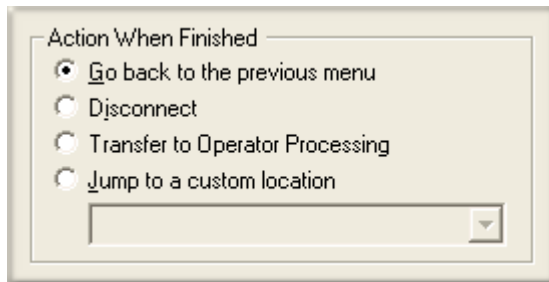 Action When Finished
Go back to the previous menu
Disconnect
Transfer to Operator Processing
Jump to a custom location